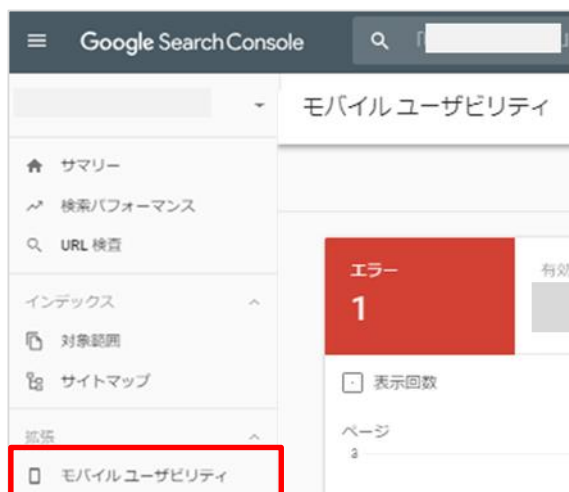 Google Search Console
「
モバイル ユーザビリティ
サマリー
検索パフォーマンス
URL 検査
インデックス
対象範囲
サイトマップ
拡張
モバイル ユーザビリティ
エラー
1
有効
表示回数
ページ
3